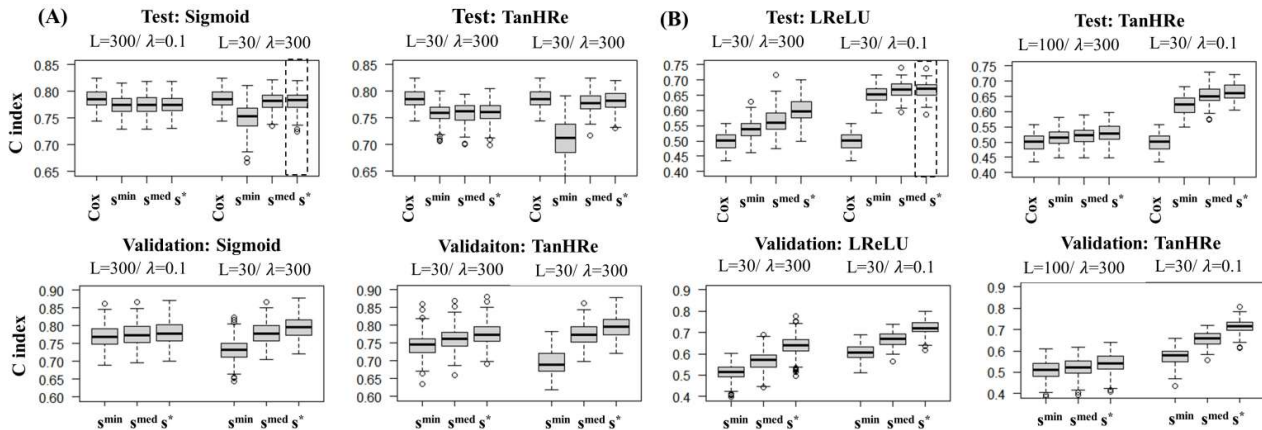 (A) Test: Sigmoid Test: TanHRe (B) Test: LReLU Test: TanHRe
L=300/ λ=0.1 L=30/ λ=300 L=30/ λ=300 L=30/ λ=300 L=30/ λ=300 L=30/ λ=0.1 L=100/ λ=300 L=30/ λ=0.1
C index
0.85 0.80 0.75 0.70 0.65
0.85 0.80 0.75 0.70 0.65
0.75 0.70 0.65 0.60 0.55 0.50 0.45 0.40
0.75 0.70 0.65 0.60 0.55 0.50 0.45 0.40
Cox s^min s^med s^* Cox s^min s^med s^* Cox s^min s^med s^* Cox s^min s^med s^* Cox s^min s^med s^* Cox s^min s^med s^* Cox s^min s^med s^* Cox s^min s^med s^*
Validation: Sigmoid Validaiton: TanHRe Validation: LReLU Validation: TanHRe
L=300/ λ=0.1 L=30/ λ=300 L=30/ λ=300 L=30/ λ=300 L=30/ λ=300 L=30/ λ=0.1 L=100/ λ=300 L=30/ λ=0.1
C index
0.90 0.85 0.80 0.75 0.70 0.65 0.60
0.90 0.85 0.80 0.75 0.70 0.65 0.60
0.9 0.8 0.7 0.6 0.5 0.4
0.9 0.8 0.7 0.6 0.5 0.4
s^min s^med s^* s^min s^med s^* s^min s^med s^* s^min s^med s^* s^min s^med s^* s^min s^med s^* s^min s^med s^* s^min s^med s^*